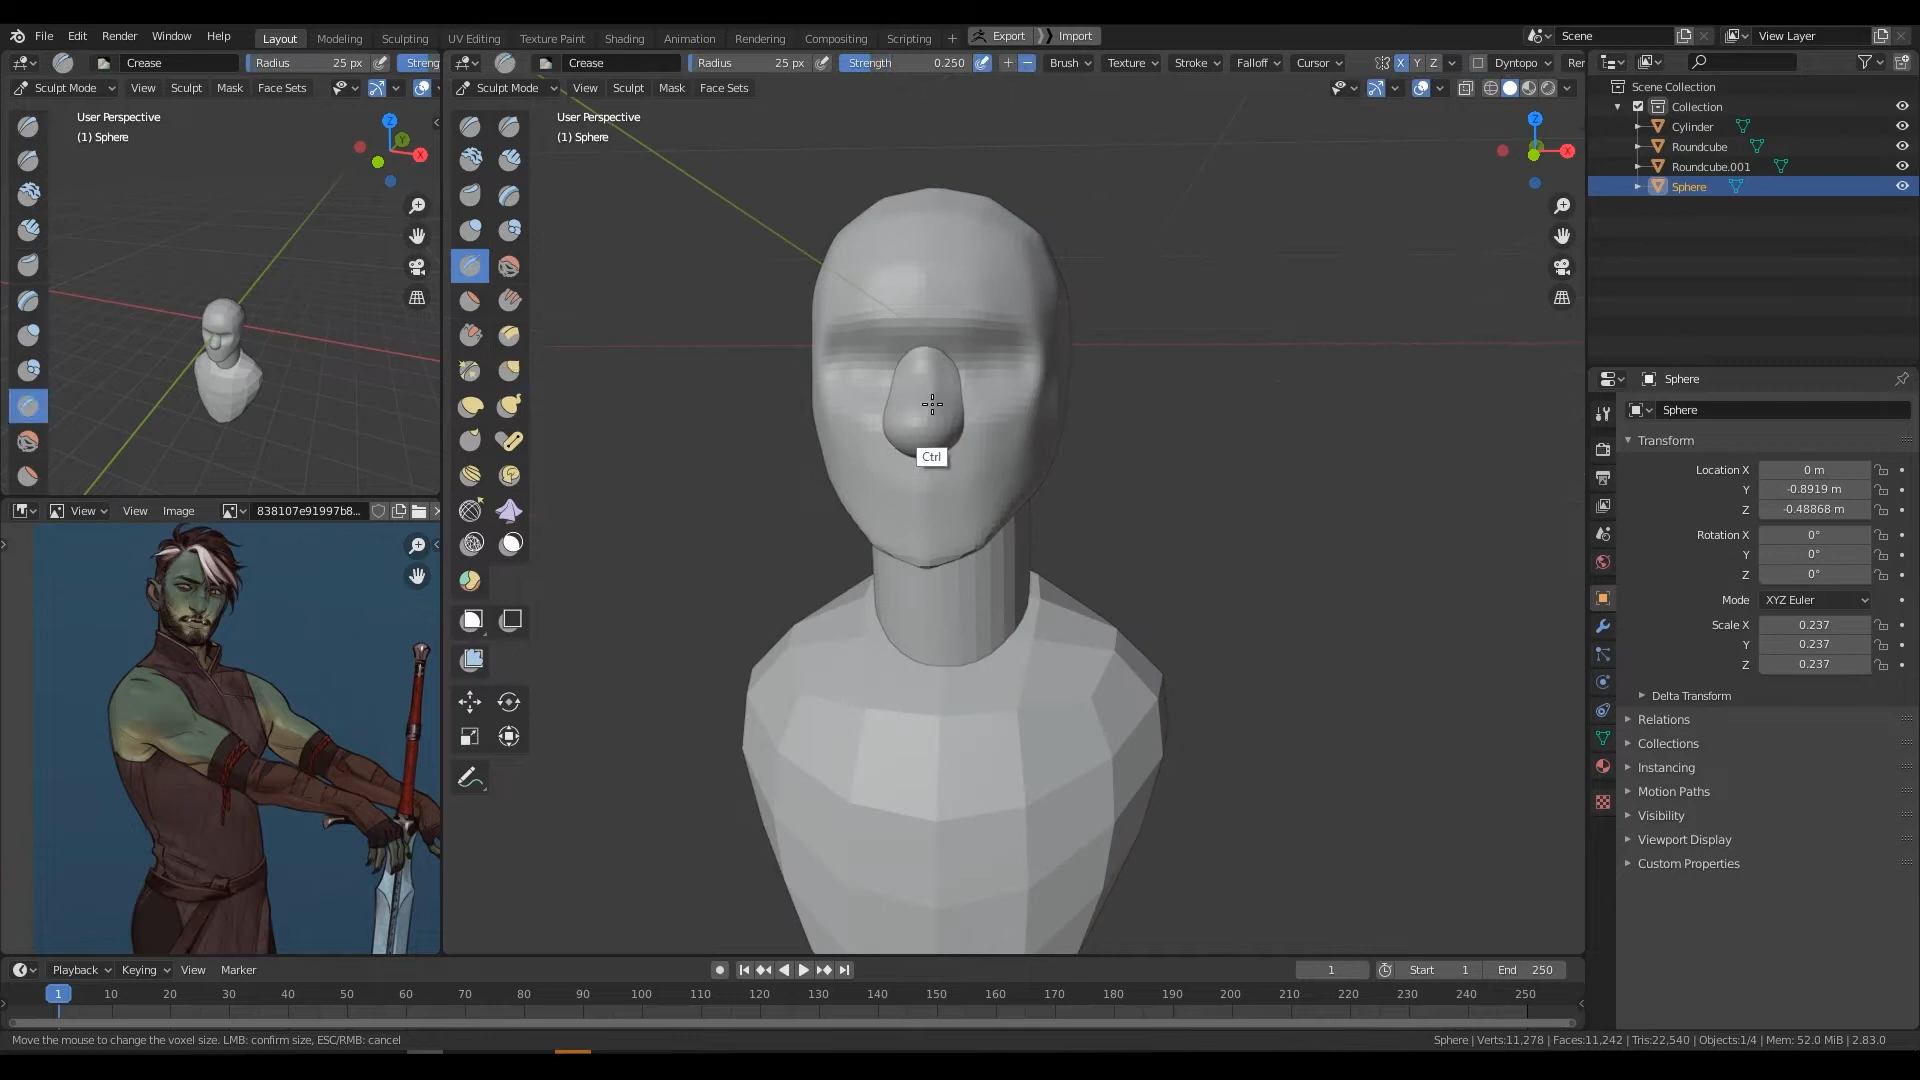 File Edit Render Window Help Layout Modeling Sculpting UV Editing Texture Paint Shading Animation Rendering Compositing Scripting + Export Import Scene View Layer
Crease Radius 25 px Streng Crease Radius 25 px Strength 0.250 + − Brush Texture Stroke Falloff Cursor X Y Z Dyntopo Rer
Sculpt Mode View Sculpt Mask Face Sets Sculpt Mode View Sculpt Mask Face Sets
User Perspective
(1) Sphere
Z
Y
X
User Perspective
(1) Sphere
Z
X
Ctrl
View View Image 838107e91997b8...
Scene Collection
Collection
Cylinder
Roundcube
Roundcube.001
Sphere
Sphere
Sphere
Transform
Location X 0 m
Y -0.8919 m
Z -0.48868 m
Rotation X 0°
Y 0°
Z 0°
Mode XYZ Euler
Scale X 0.237
Y 0.237
Z 0.237
Delta Transform
Relations
Collections
Instancing
Motion Paths
Visibility
Viewport Display
Custom Properties
Playback Keying View Marker 1 Start 1 End 250
1 10 20 30 40 50 60 70 80 90 100 110 120 130 140 150 160 170 180 190 200 210 220 230 240 250
Move the mouse to change the voxel size. LMB: confirm size, ESC/RMB: cancel
Sphere | Verts:11,278 | Faces:11,242 | Tris:22,540 | Objects:1/4 | Mem: 52.0 MiB | 2.83.0